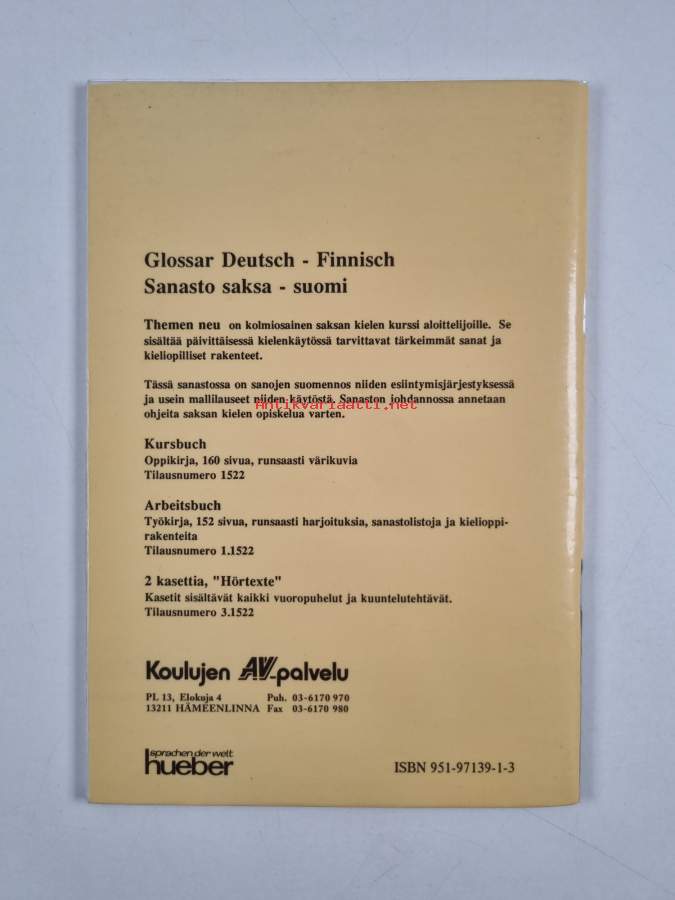 Glossar Deutsch - Finnisch
Sanasto saksa - suomi
Themen neu on kolmiosainen saksan kielen kurssi aloittelijoille. Se
sisältää päivittäisessä kielenkäytössä tarvittavat tärkeimmät sanat ja
kieliopilliset rakenteet.
Tässä sanastossa on sanojen suomennos niiden esiintymisjärjestyksessä
ja usein mallilauseet niiden käytöstä. Sanaston johdannossa annetaan
Antikvariaatti.net
ohjeita saksan kielen opiskelua varten.
Kursbuch
Oppikirja, 160 sivua, runsaasti värikuvia
Tilausnumero 1522
Arbeitsbuch
Työkirja, 152 sivua, runsaasti harjoituksia, sanastolistoja ja kielioppi-
rakenteita
Tilausnumero 1.1522
2 kasettia, "Hörtexte"
Kasetit sisältävät kaikki vuoropuhelut ja kuuntelutehtävät.
Tilausnumero 3.1522
Koulujen AV-palvelu
PL 13, Elokuja 4 Puh. 03-6170 970
13211 HÄMEENLINNA Fax 03-6170 980
sprachen der welt
hueber
ISBN 951-97139-1-3